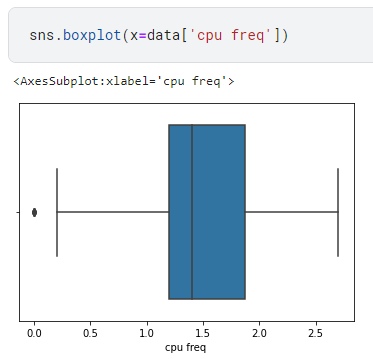 sns.boxplot(x=data['cpu freq'])
<AxesSubplot:xlabel='cpu freq'>
0.0 0.5 1.0 1.5 2.0 2.5
cpu freq